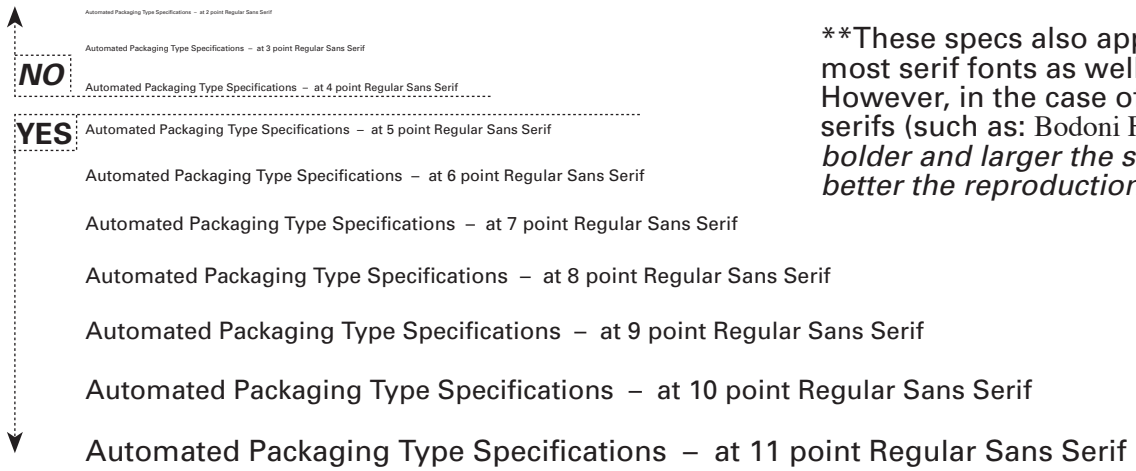 Automated Packaging Type Specifications – at 2 point Regular Sans Serif
Automated Packaging Type Specifications – at 3 point Regular Sans Serif
NO
Automated Packaging Type Specifications – at 4 point Regular Sans Serif
YES
Automated Packaging Type Specifications – at 5 point Regular Sans Serif
Automated Packaging Type Specifications – at 6 point Regular Sans Serif
Automated Packaging Type Specifications – at 7 point Regular Sans Serif
Automated Packaging Type Specifications – at 8 point Regular Sans Serif
Automated Packaging Type Specifications – at 9 point Regular Sans Serif
Automated Packaging Type Specifications – at 10 point Regular Sans Serif
Automated Packaging Type Specifications – at 11 point Regular Sans Serif
**These specs also
most serif fonts as
However, in the case
serifs (such as: Bodoni
bolder and larger the
better the